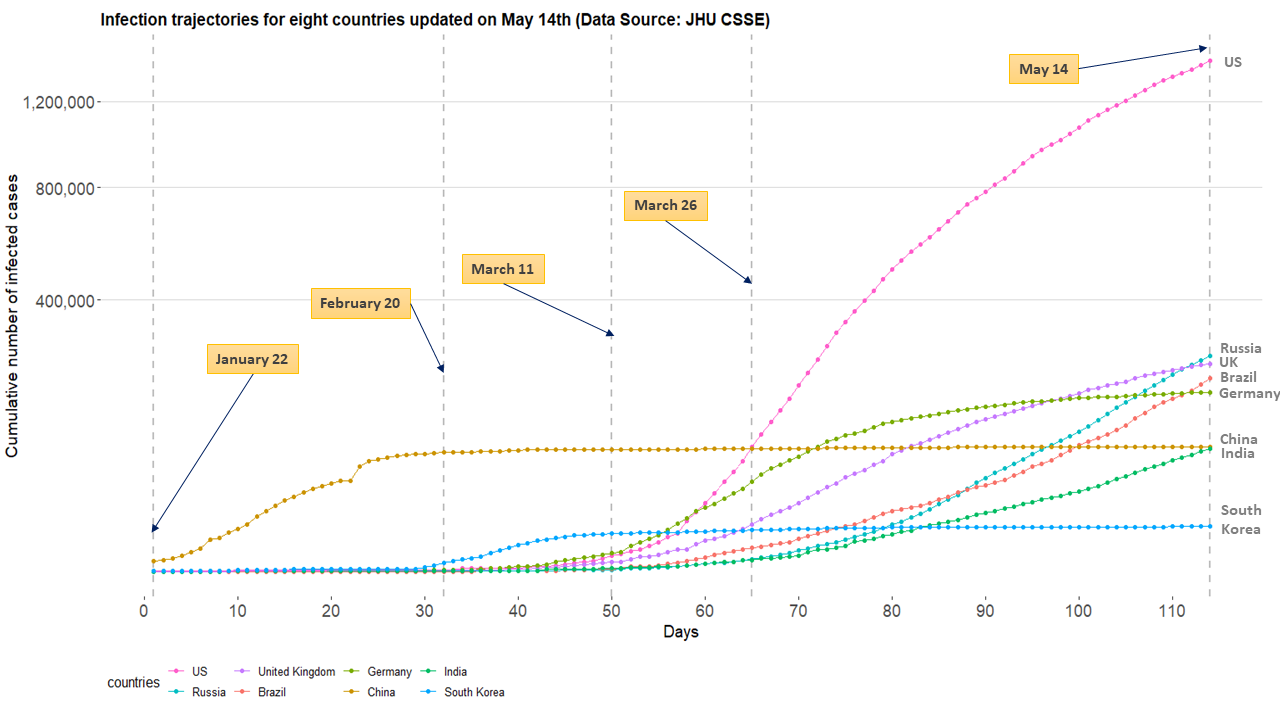 Infection trajectories for eight countries updated on May 14th (Data Source: JHU CSSE)
May 14
US
1,200,000
800,000
March 26
March 11
400,000
February 20
January 22
Russia
UK
Brazil
Germany
China
India
South
Korea
Cumulative number of infected cases
0 10 20 30 40 50 60 70 80 90 100 110
Days
countries
US United Kingdom Germany India
Russia Brazil China South Korea